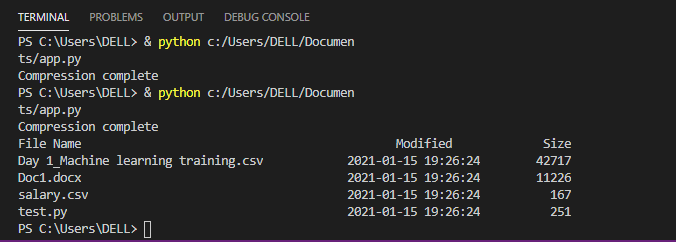 TERMINAL PROBLEMS OUTPUT DEBUG CONSOLE
PS C:\Users\DELL> & python c:/Users/DELL/Documen
ts/app.py
Compression complete
PS C:\Users\DELL> & python c:/Users/DELL/Documen
ts/app.py
Compression complete
File Name Modified Size
Day 1_Machine learning training.csv 2021-01-15 19:26:24 42717
Doc1.docx 2021-01-15 19:26:24 11226
salary.csv 2021-01-15 19:26:24 167
test.py 2021-01-15 19:26:24 251
PS C:\Users\DELL>